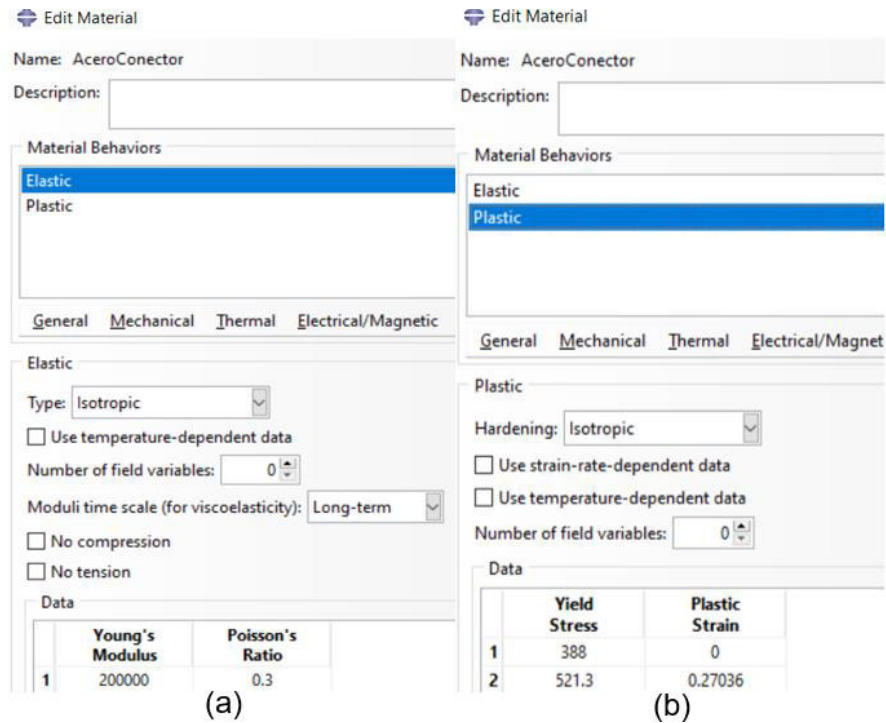 Edit Material
Name: AceroConector
Description:
Material Behaviors
Elastic
Plastic
General Mechanical Thermal Electrical/Magnetic
Elastic
Type: Isotropic
Use temperature-dependent data
Number of field variables: 0
Moduli time scale (for viscoelasticity): Long-term
No compression
No tension
Data
Young's Poisson's
Modulus Ratio
1 200000 0.3
(a)
Edit Material
Name: AceroConector
Description:
Material Behaviors
Elastic
Plastic
General Mechanical Thermal Electrical/Magnet
Plastic
Hardening: Isotropic
Use strain-rate-dependent data
Use temperature-dependent data
Number of field variables: 0
Data
Yield Plastic
Stress Strain
1 388 0
2 521.3 0.27036
(b)